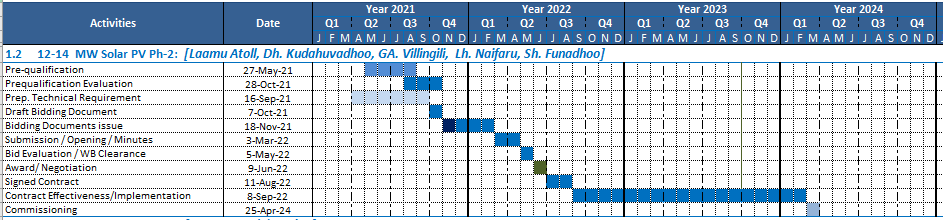 Activities Date Year 2021 Year 2022 Year 2023 Year 2024
Q1 Q2 Q3 Q4 Q1 Q2 Q3 Q4 Q1 Q2 Q3 Q4 Q1 Q2 Q3 Q4
J F M A M J J A S O N D J F M A M J J A S O N D J F M A M J J A S O N D J F M A M J J A S O N D J
1.2 12-14 MW Solar PV Ph-2: [Laamu Atoll, Dh. Kudahuvadhoo, GA. Villingili, Lh. Naifaru, Sh. Funadhoo]
Pre-qualification 27-May-21
Prequalification Evaluation 28-Oct-21
Prep. Technical Requirement 16-Sep-21
Draft Bidding Document 7-Oct-21
Bidding Documents issue 18-Nov-21
Submission / Opening / Minutes 3-Mar-22
Bid Evaluation / WB Clearance 5-May-22
Award/ Negotiation 9-Jun-22
Signed Contract 11-Aug-22
Contract Effectiveness/Implementation 8-Sep-22
Commissioning 25-Apr-24